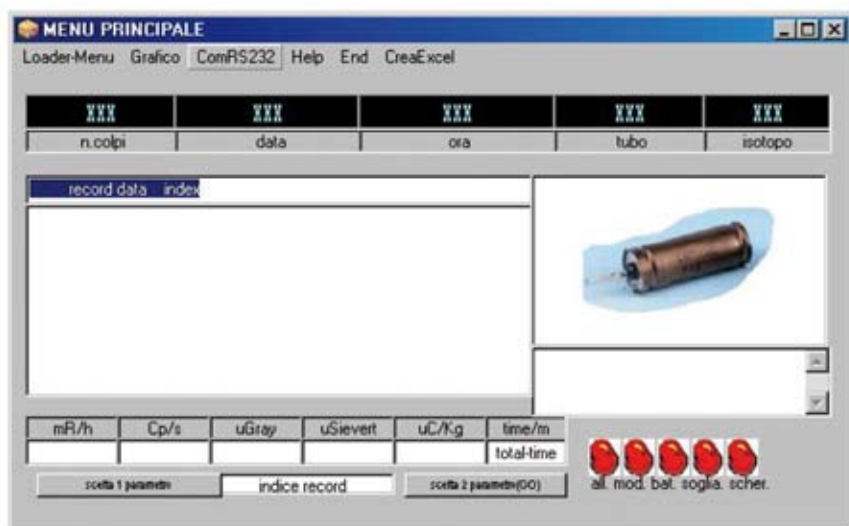 MENU PRINCIPALE
Loader-Menu Grafico ComRS232 Help End CreaExcel
XXX XXX XXX XXX XXX
n.colpi data ora tubo isotopo
record data index
mR/h Cp/s uGray uSievert uC/Kg time/m
total-time
scelta 1 parametro indice record scelta 2 parametro(GO)
all. mod. bat. soglia. scher.